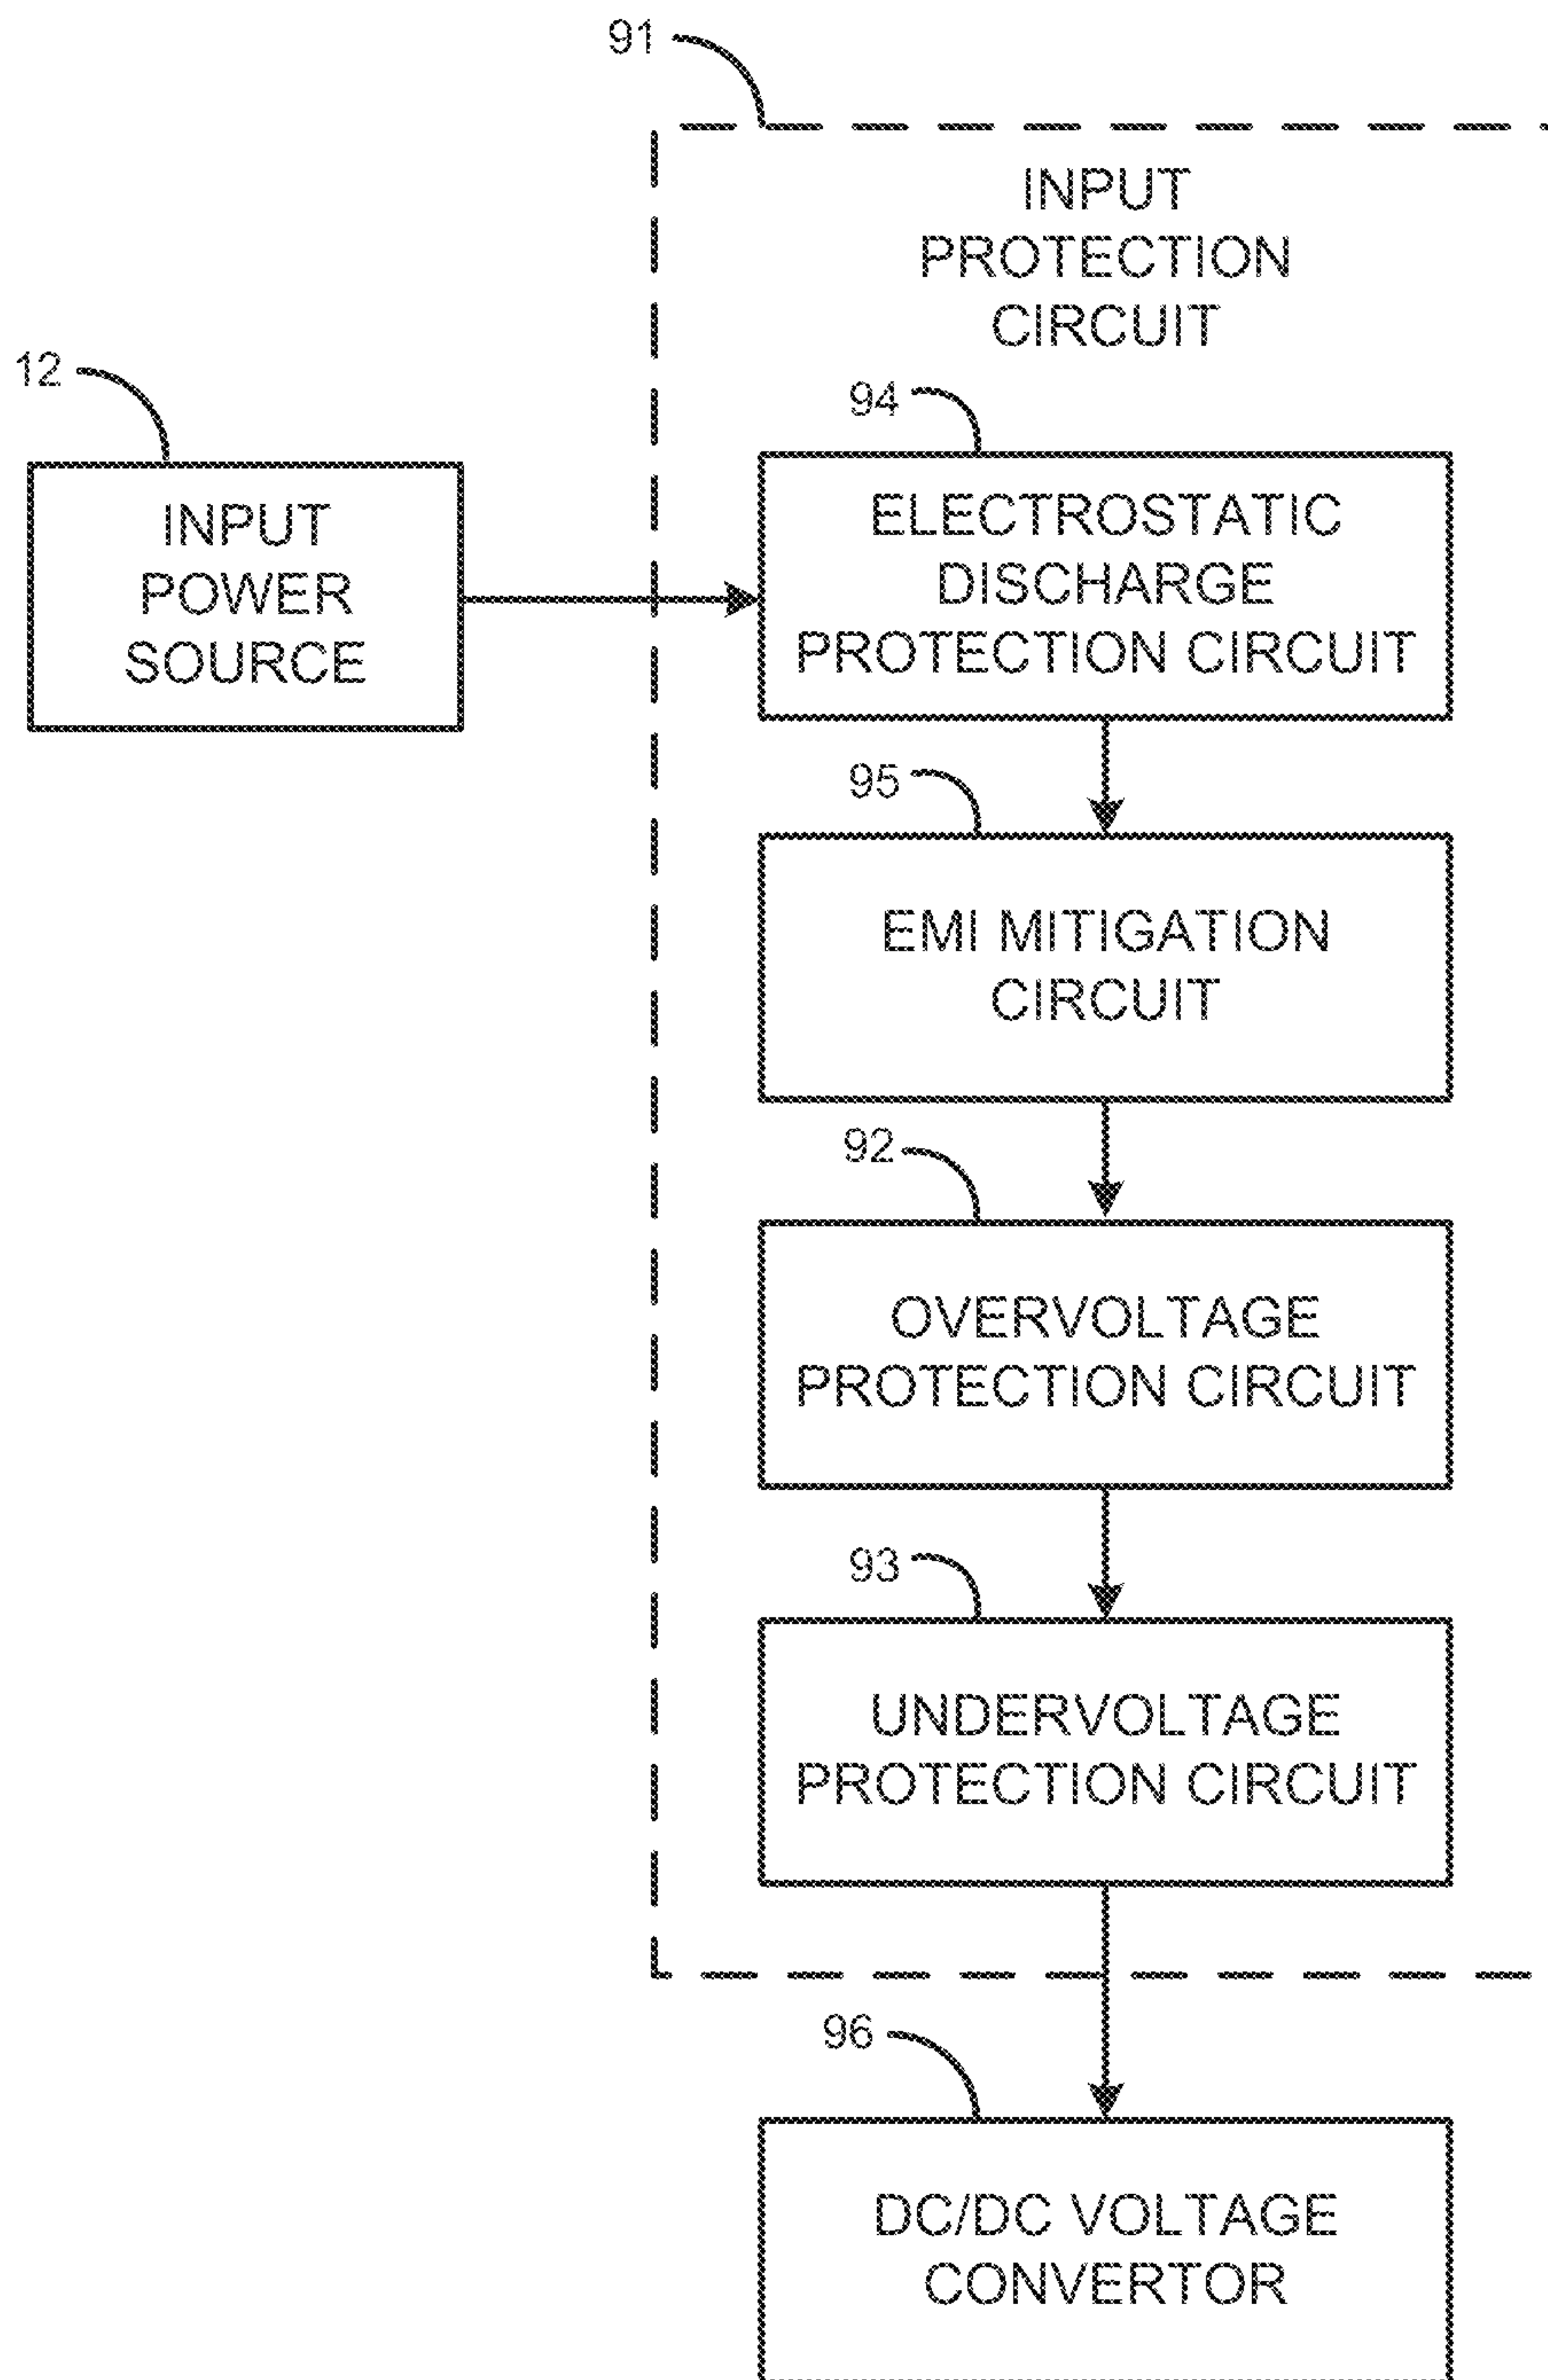 91
INPUT
PROTECTION
CIRCUIT
12
INPUT
POWER
SOURCE
94
ELECTROSTATIC
DISCHARGE
PROTECTION CIRCUIT
95
EMI MITIGATION
CIRCUIT
92
OVERVOLTAGE
PROTECTION CIRCUIT
93
UNDERVOLTAGE
PROTECTION CIRCUIT
96
DC/DC VOLTAGE
CONVERTOR